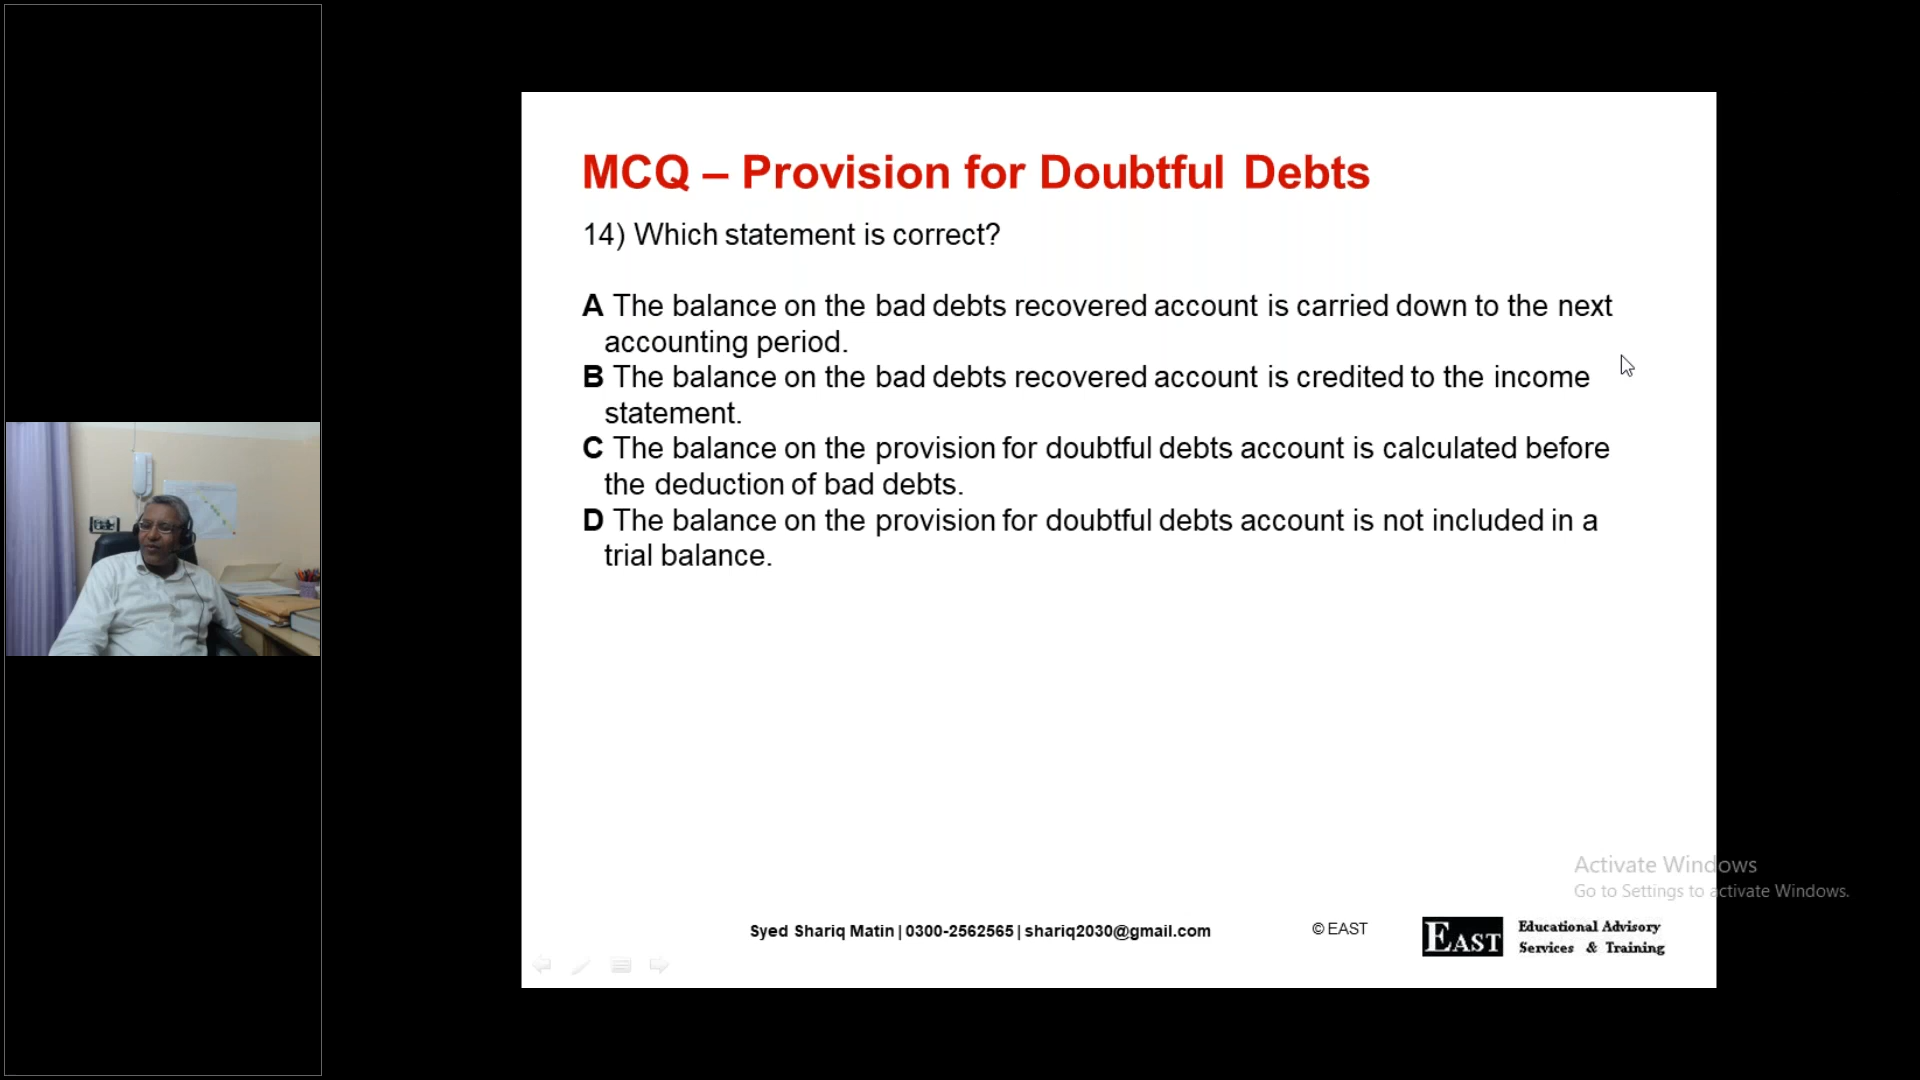 MCQ – Provision for Doubtful Debts
14) Which statement is correct?
A The balance on the bad debts recovered account is carried down to the next
accounting period.
B The balance on the bad debts recovered account is credited to the income
statement.
C The balance on the provision for doubtful debts account is calculated before
the deduction of bad debts.
D The balance on the provision for doubtful debts account is not included in a
trial balance.
Activate Windows
Go to Settings to activate Windows.
Syed Shariq Matin | 0300-2562565 | shariq2030@gmail.com
© EAST
EAST
Educational Advisory
Services & Training